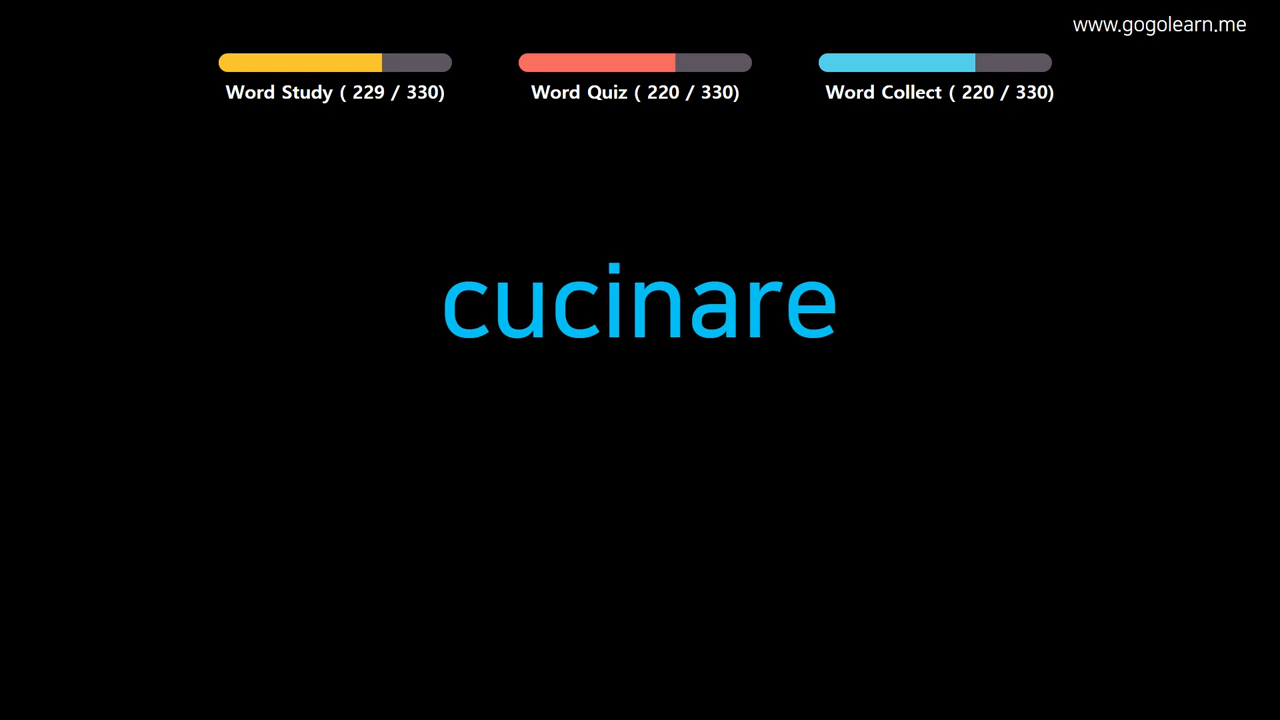 www.gogolearn.me
Word Study ( 229 / 330)
Word Quiz ( 220 / 330)
Word Collect ( 220 / 330)
cucinare